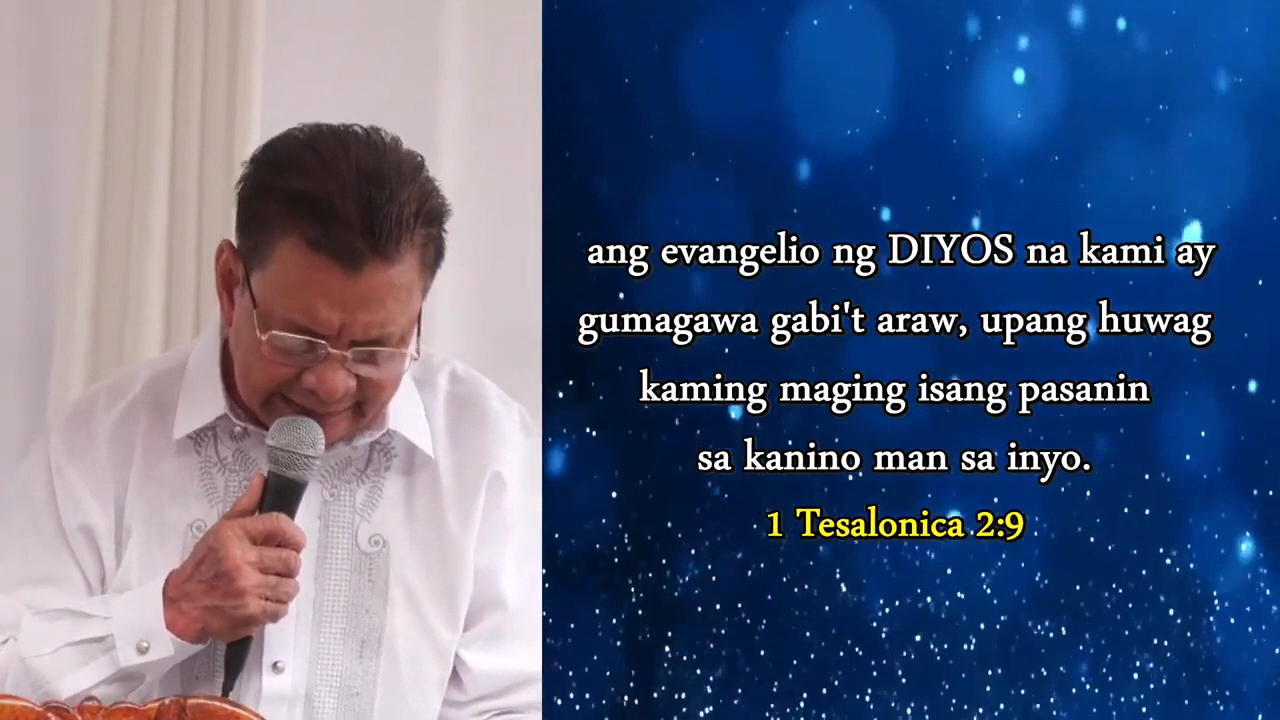 ang evangelio ng DIYOS na kami ay
gumagawa gabi't araw, upang huwag
kaming maging isang pasanin
sa kanino man sa inyo.
1 Tesalonica 2:9